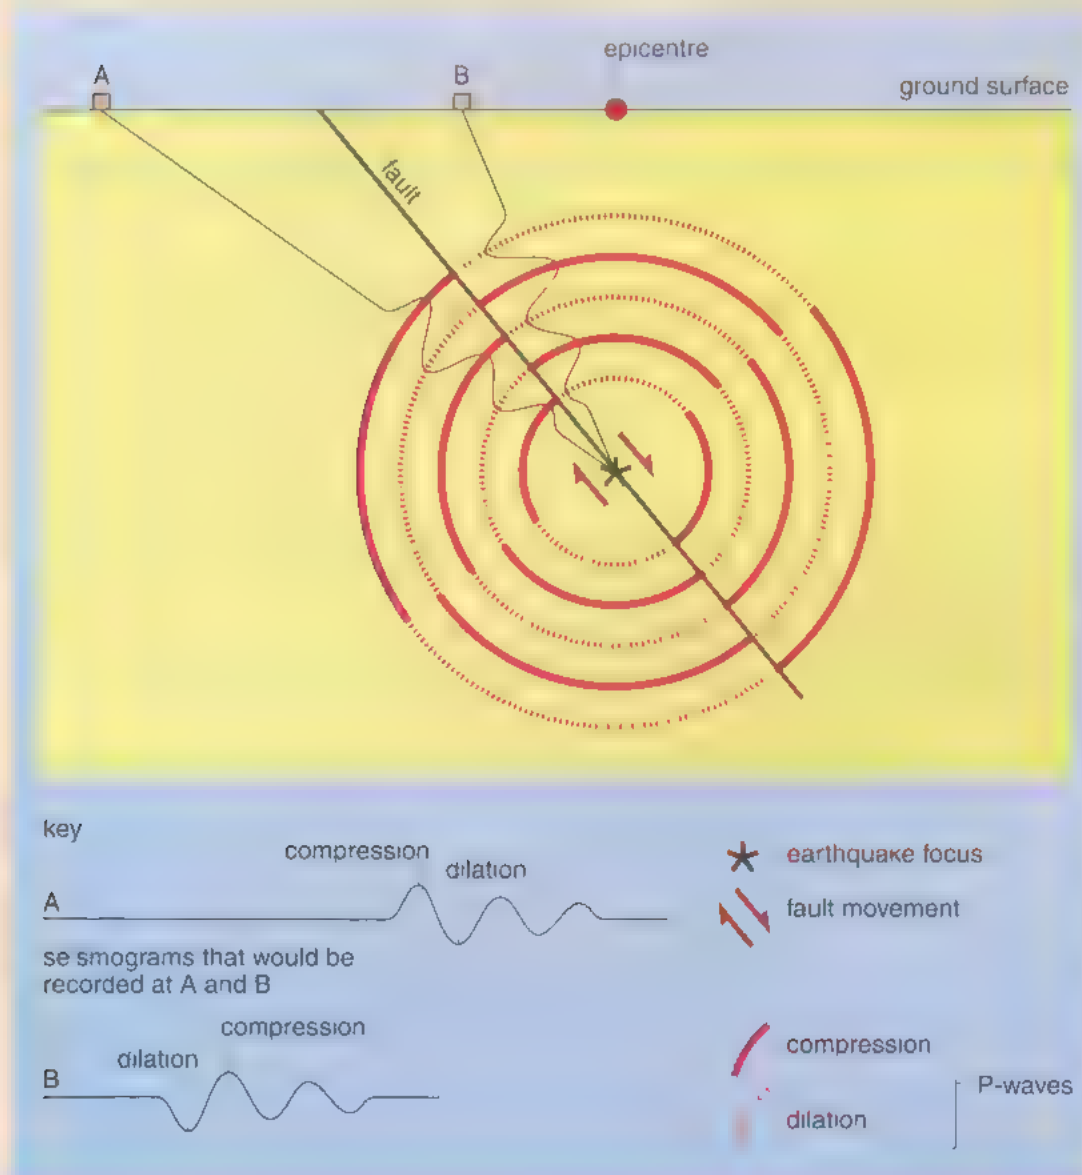 epicentre
A
B
ground surface
fault
key
compression
dilation
A
earthquake focus
fault movement
se smograms that would be
recorded at A and B
compression
dilation
B
compression
P-waves
dilation